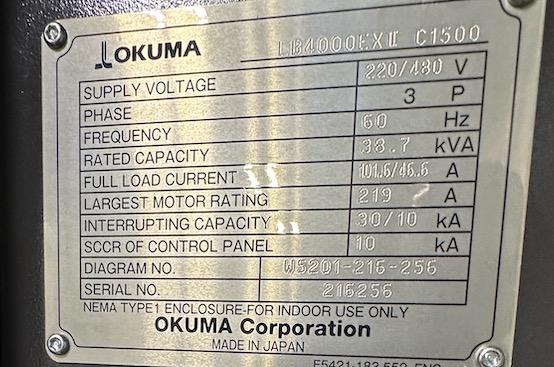 OKUMA LB4000EXII C1500
SUPPLY VOLTAGE 220/480 V
PHASE 3 P
FREQUENCY 60 Hz
RATED CAPACITY 38.7 kVA
FULL LOAD CURRENT 101.6/46.6 A
LARGEST MOTOR RATING 219 A
INTERRUPTING CAPACITY 30/10 kA
SCCR OF CONTROL PANEL 10 kA
DIAGRAM NO. W5201-216-256
SERIAL NO. 216256
NEMA TYPE1 ENCLOSURE-FOR INDOOR USE ONLY
OKUMA Corporation
MADE IN JAPAN